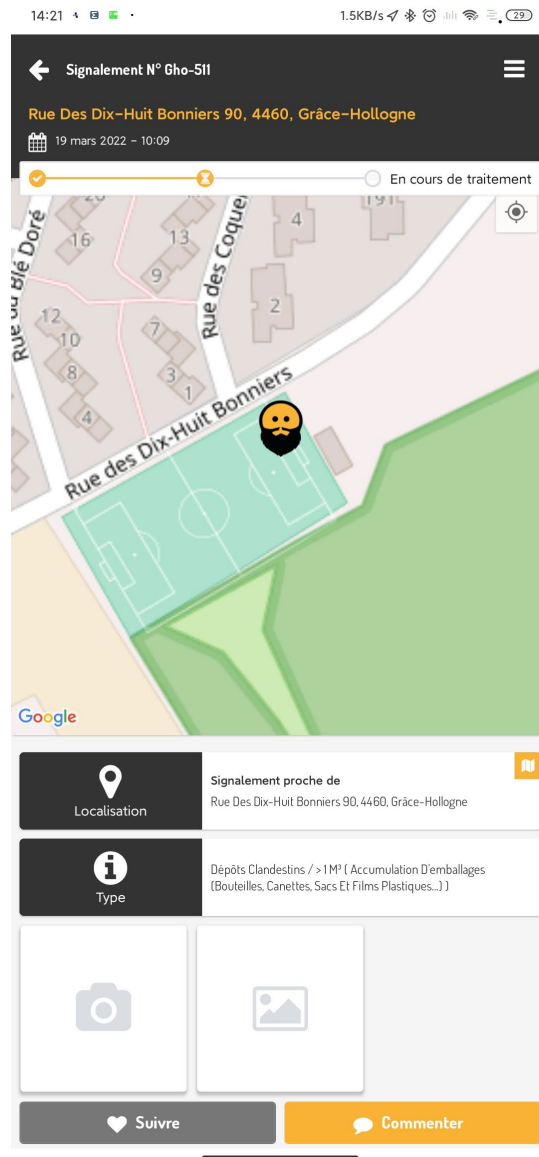 14:21
1.5KB/s
29
Signalement N° Gho-511
Rue Des Dix-Huit Bonniers 90, 4460, Grâce-Hollogne
19 mars 2022 - 10:09
En cours de traitement
Rue du Blé Doré
16
13
9
Rue des Coquel
4
191
2
12
10
8
4
7
3
1
Rue des Dix-Huit Bonniers
Google
Localisation
Signalement proche de
Rue Des Dix-Huit Bonniers 90, 4460, Grâce-Hollogne
Type
Dépôts Clandestins / > 1 M³ ( Accumulation D'emballages
(Bouteilles, Canettes, Sacs Et Films Plastiques...) )
Suivre
Commenter